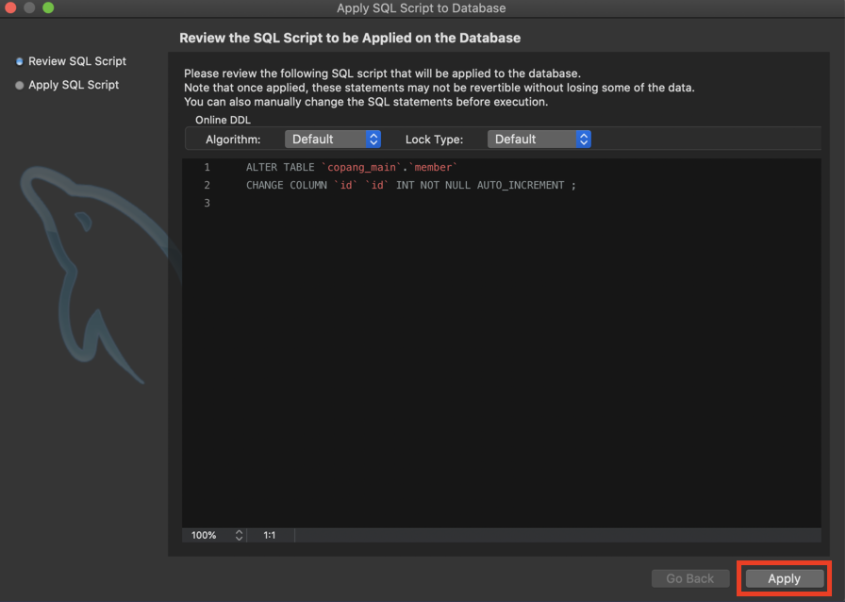 Apply SQL Script to Database
Review the SQL Script to be Applied on the Database
Review SQL Script
Apply SQL Script
Please review the following SQL script that will be applied to the database.
Note that once applied, these statements may not be revertible without losing some of the data.
You can also manually change the SQL statements before execution.
Online DDL
Algorithm: Default Lock Type: Default
1 ALTER TABLE `copang_main`.`member`
2 CHANGE COLUMN `id` `id` INT NOT NULL AUTO_INCREMENT ;
3
100% 1:1
Go Back Apply